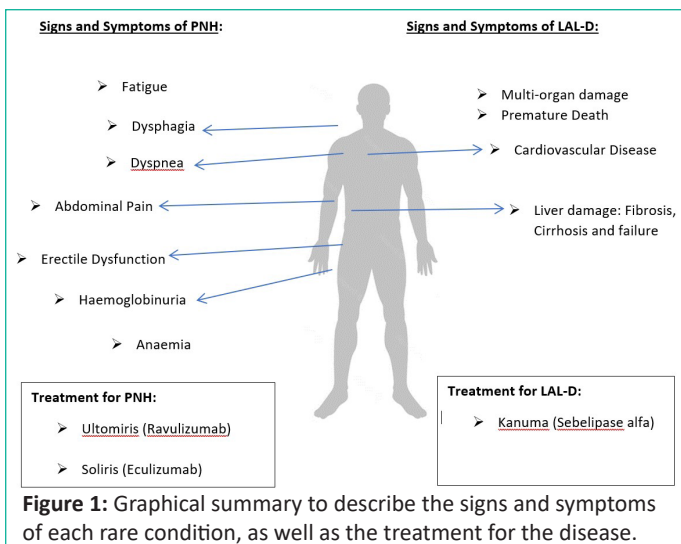 Signs and Symptoms of PNH:
➤ Fatigue
➤ Dysphagia
➤ Dyspnea
➤ Abdominal Pain
➤ Erectile Dysfunction
➤ Haemoglobinuria
➤ Anaemia
Signs and Symptoms of LAL-D:
➤ Multi-organ damage
➤ Premature Death
➤ Cardiovascular Disease
➤ Liver damage: Fibrosis,
Cirrhosis and failure
Treatment for PNH:
➤ Ultomiris (Ravulizumab)
➤ Soliris (Eculizumab)
Treatment for LAL-D:
➤ Kanuma (Sebelipase alfa)
Figure 1: Graphical summary to describe the signs and symptoms
of each rare condition, as well as the treatment for the disease.